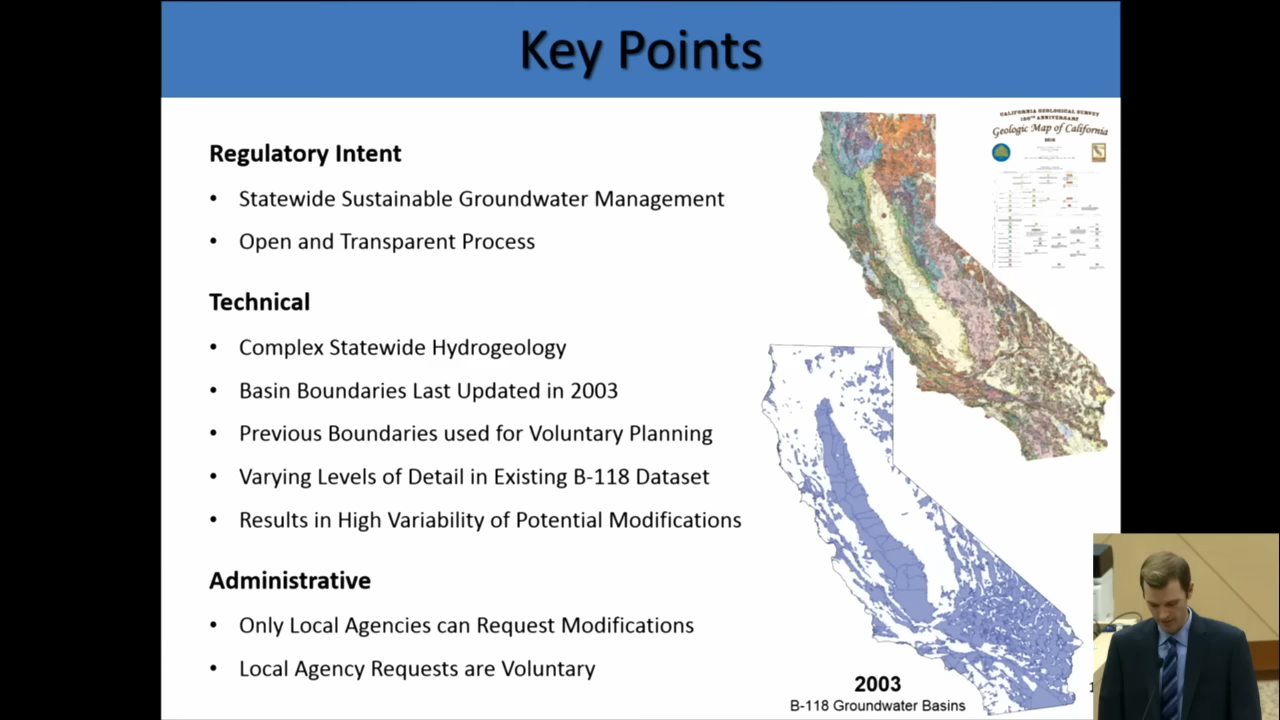 Key Points
Regulatory Intent
• Statewide Sustainable Groundwater Management
• Open and Transparent Process
Technical
• Complex Statewide Hydrogeology
• Basin Boundaries Last Updated in 2003
• Previous Boundaries used for Voluntary Planning
• Varying Levels of Detail in Existing B-118 Dataset
• Results in High Variability of Potential Modifications
Administrative
• Only Local Agencies can Request Modifications
• Local Agency Requests are Voluntary
CALIFORNIA GEOLOGICAL SURVEY
150TH ANNIVERSARY
Geologic Map of California
2010
2003
B-118 Groundwater Basins